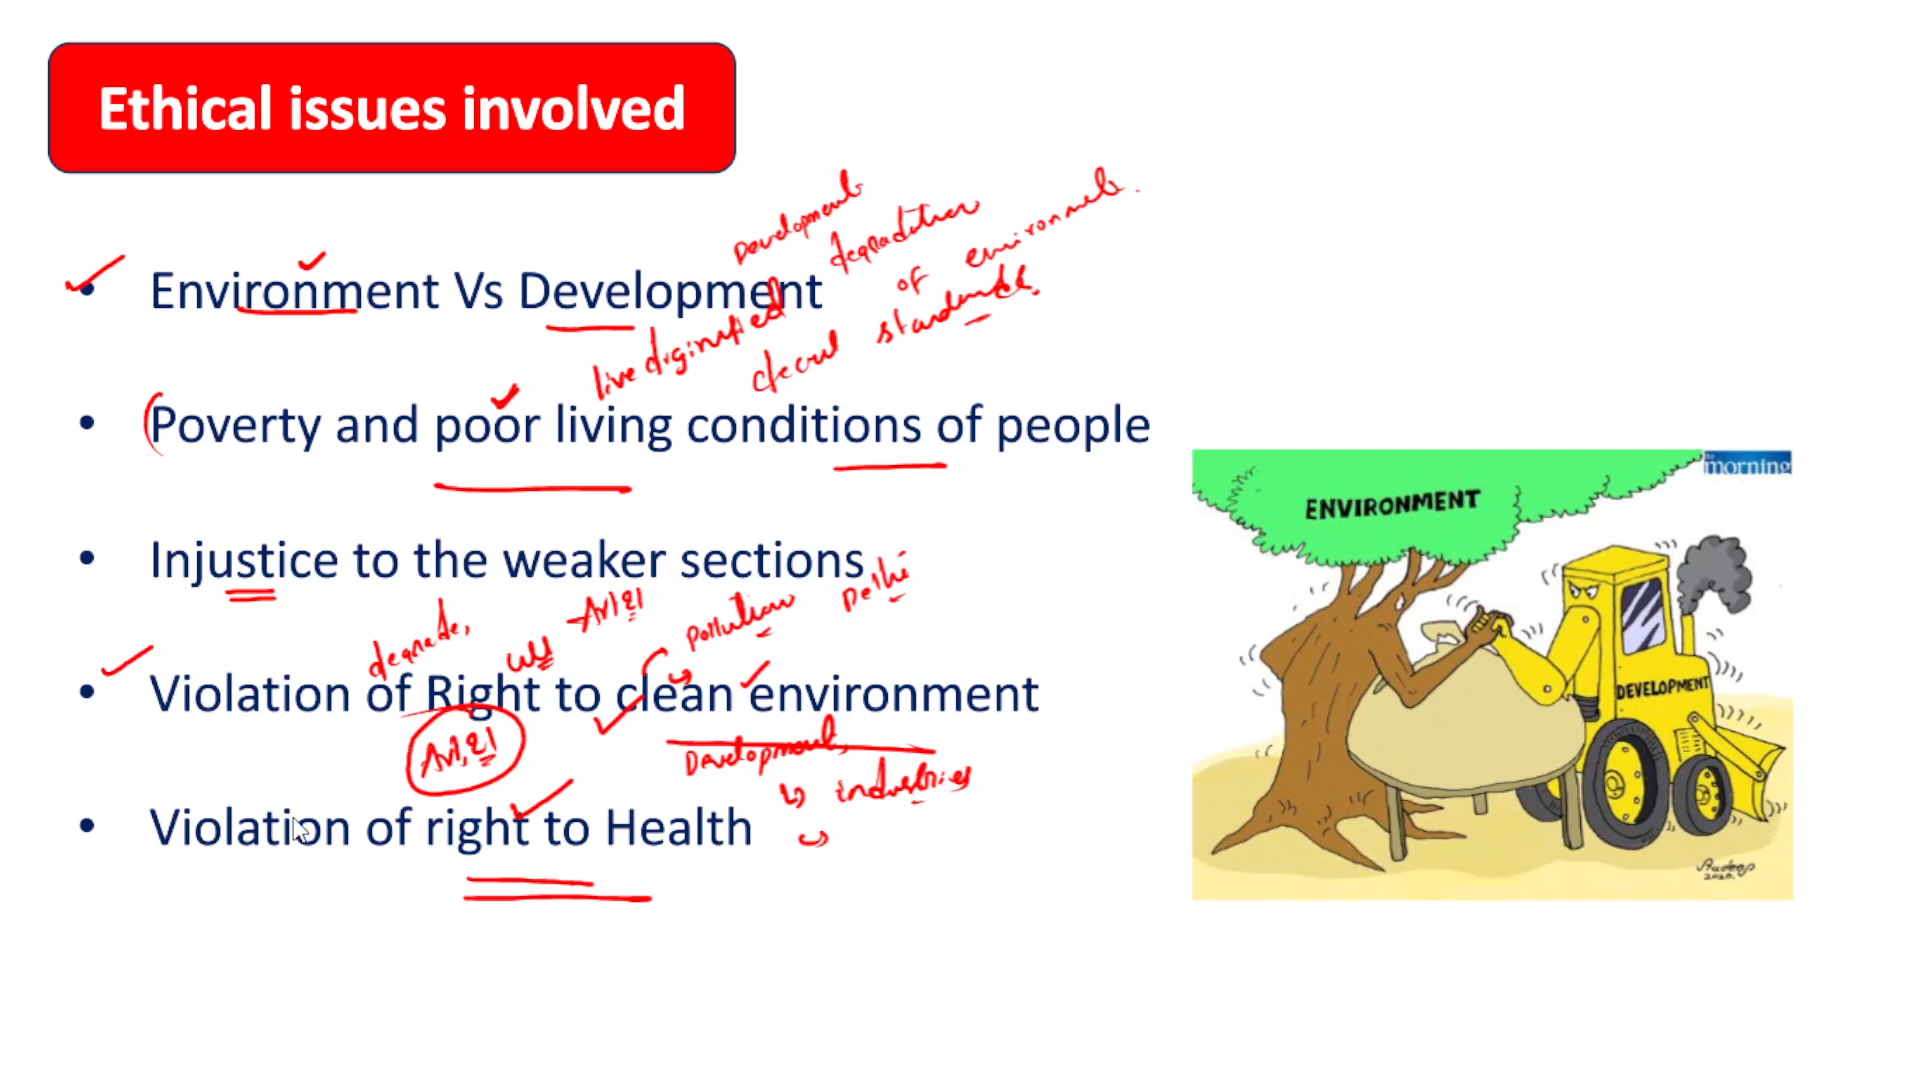 Ethical issues involved
Development
degradation
of environment.
• Environment Vs Development
live dignified
decent standards.
• Poverty and poor living conditions of people
morning
ENVIRONMENT
• Injustice to the weaker sections
Delhi
pollution
- Art 21
degrade,
• Violation of Right to clean environment
DEVELOPMENT
Art, 21
Development,
industries
• Violation of right to Health
2020